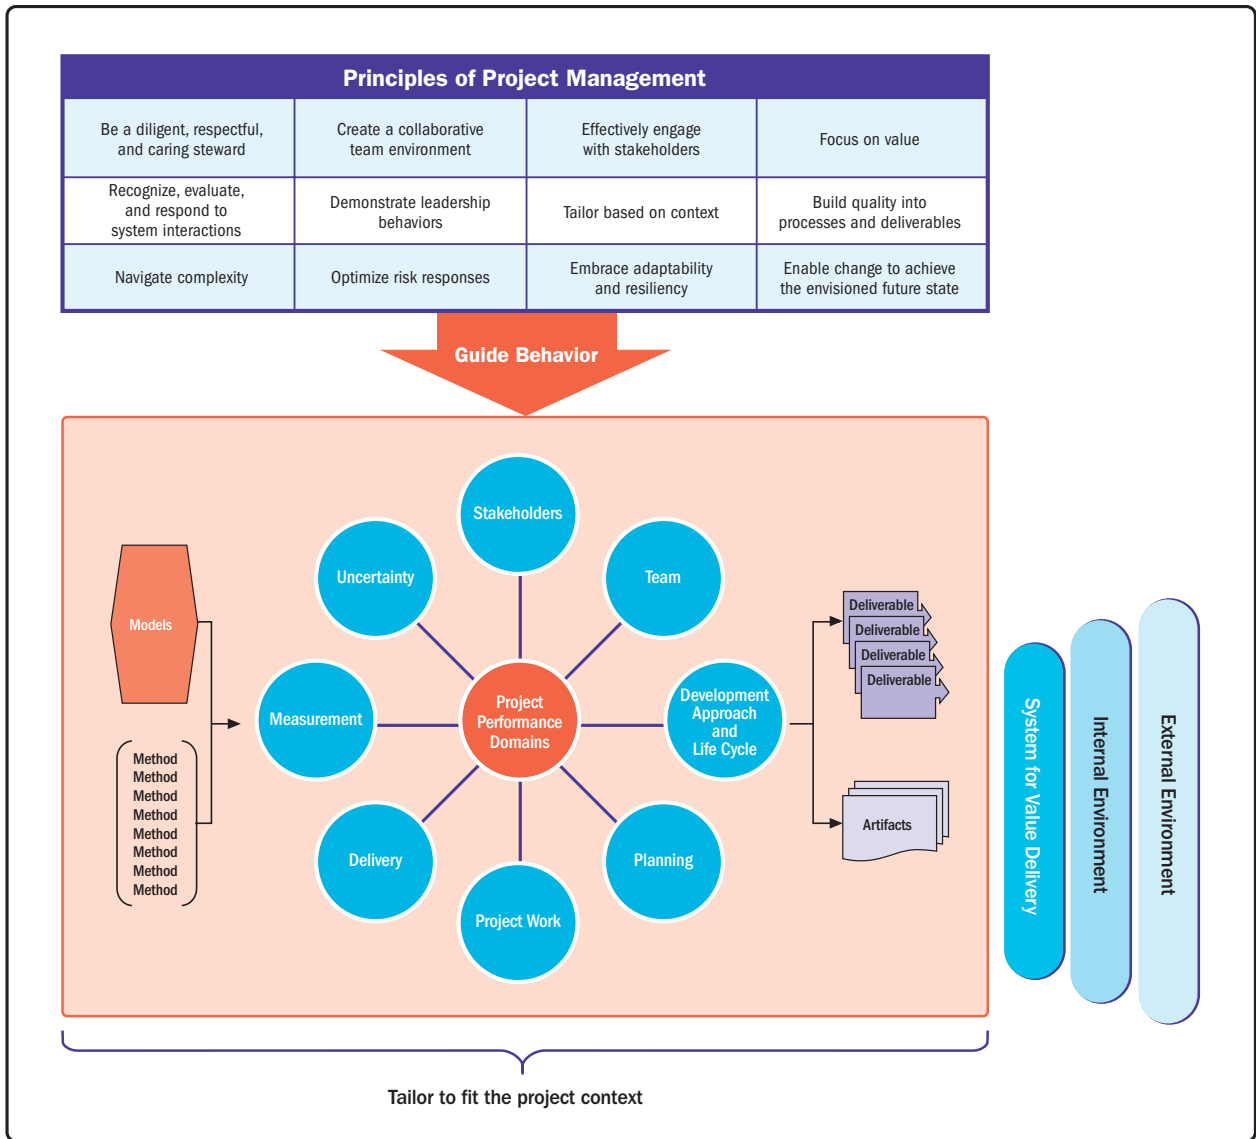 Principles of Project Management
Be a diligent, respectful,
and caring steward
Create a collaborative
team environment
Effectively engage
with stakeholders
Focus on value
Recognize, evaluate,
and respond to
system interactions
Demonstrate leadership
behaviors
Tailor based on context
Build quality into
processes and deliverables
Navigate complexity
Optimize risk responses
Embrace adaptability
and resiliency
Enable change to achieve
the envisioned future state
Guide Behavior
Stakeholders
Uncertainty
Team
Models
Measurement
Project
Performance
Domains
Development
Approach
and
Life Cycle
Deliverable
Deliverable
Deliverable
Deliverable
Method
Method
Method
Method
Method
Method
Method
Method
Delivery
Planning
Project Work
Artifacts
System for Value Delivery
Internal Environment
External Environment
Tailor to fit the project context